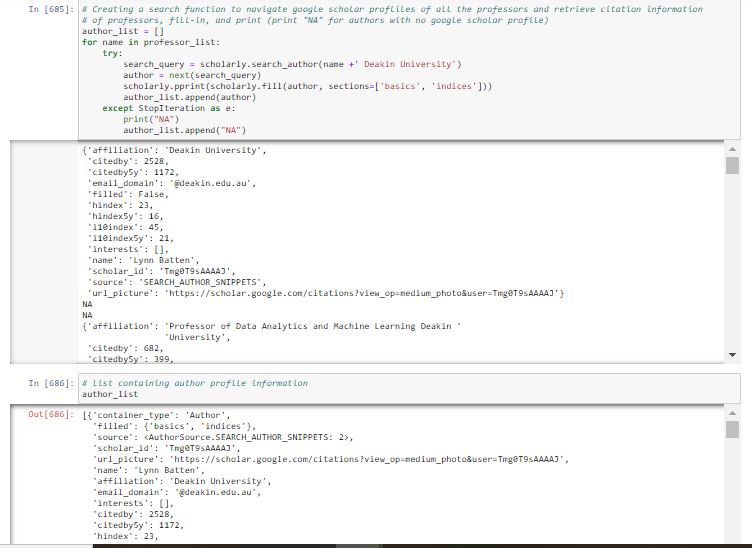 In [685]: # Creating a search function to navigate google scholar profliles of all the professors and retrieve citation information
# of professors, fill-in, and print (print "NA" for authors with no google scholar profile)
author_list = []
for name in professor_list:
try:
search_query = scholarly.search_author(name +' Deakin University')
author = next(search_query)
scholarly.pprint(scholarly.fill(author, sections=['basics', 'indices']))
author_list.append(author)
except StopIteration as e:
print("NA")
author_list.append("NA")
{'affiliation': 'Deakin University',
'citedby': 2528,
'citedby5y': 1172,
'email_domain': '@deakin.edu.au',
'filled': False,
'hindex': 23,
'hindex5y': 16,
'i10index': 45,
'i10index5y': 21,
'interests': [],
'name': 'Lynn Batten',
'scholar_id': 'Tmg0T9sAAAAJ',
'source': 'SEARCH_AUTHOR_SNIPPETS',
'url_picture': 'https://scholar.google.com/citations?view_op=medium_photo&user=Tmg0T9sAAAAJ'}
NA
NA
{'affiliation': 'Professor of Data Analytics and Machine Learning Deakin '
'University',
'citedby': 682,
'citedby5y': 399,
In [686]: # List containing author profile information
author_list
Out[686]: [{'container_type': 'Author',
'filled': {'basics', 'indices'},
'source': <AuthorSource.SEARCH_AUTHOR_SNIPPETS: 2>,
'scholar_id': 'Tmg0T9sAAAAJ',
'url_picture': 'https://scholar.google.com/citations?view_op=medium_photo&user=Tmg0T9sAAAAJ',
'name': 'Lynn Batten',
'affiliation': 'Deakin University',
'email_domain': '@deakin.edu.au',
'interests': [],
'citedby': 2528,
'citedby5y': 1172,
'hindex': 23,